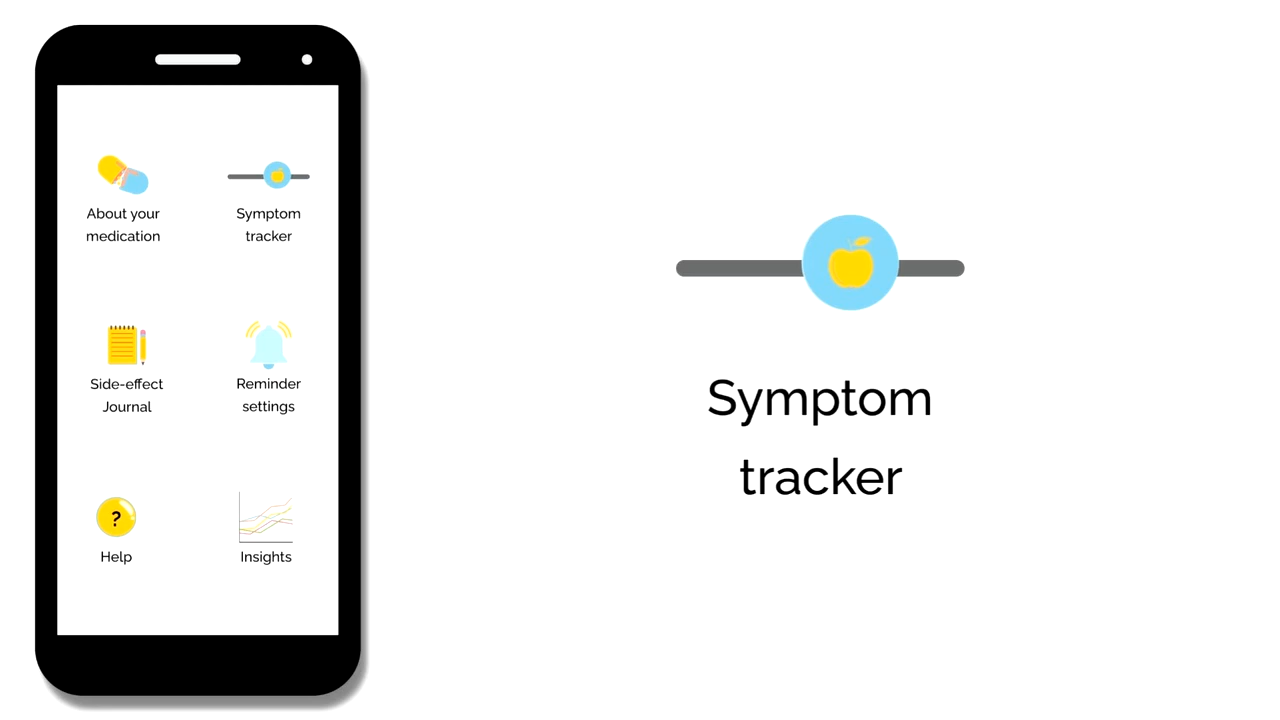 About your
medication
Symptom
tracker
Side-effect
Journal
Reminder
settings
?
Help
Insights
Symptom
tracker